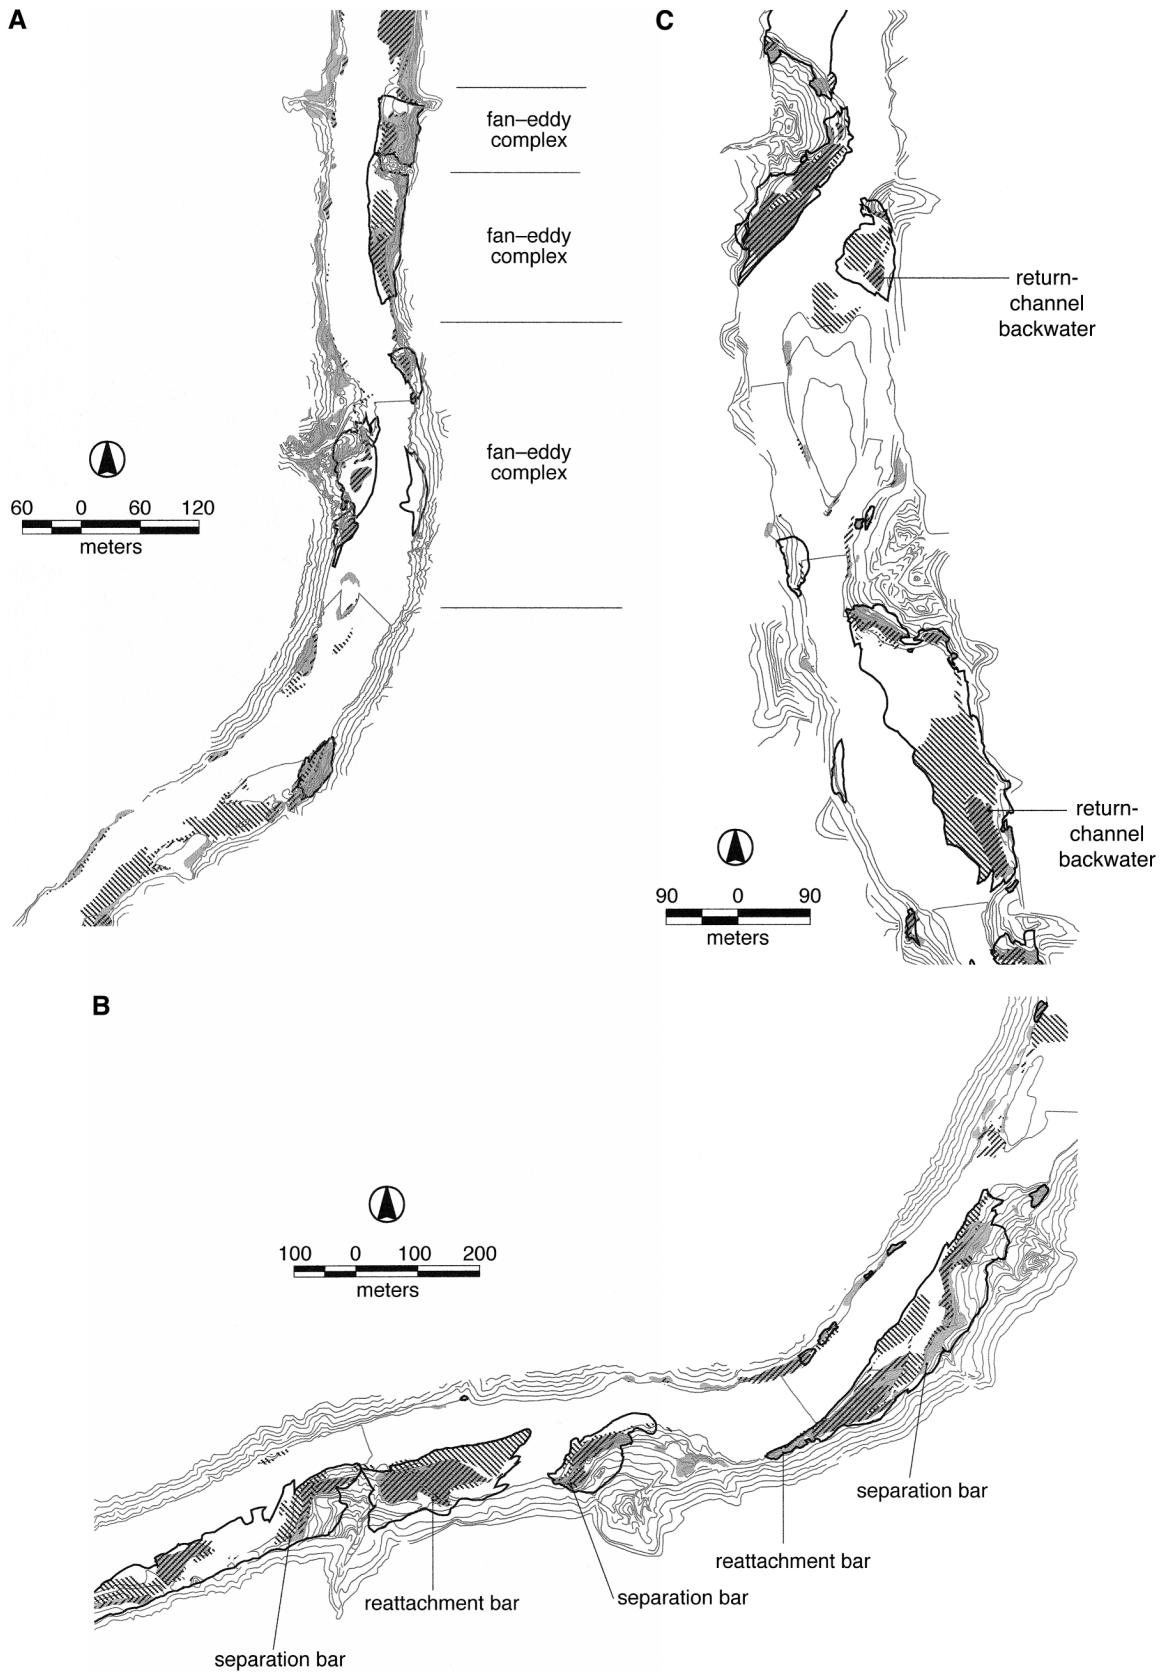 A
fan–eddy
complex
fan–eddy
complex
fan–eddy
complex
60 0 60 120
meters
C
return-
channel
backwater
return-
channel
backwater
90 0 90
meters
B
100 0 100 200
meters
separation bar
reattachment bar
separation bar
reattachment bar
separation bar